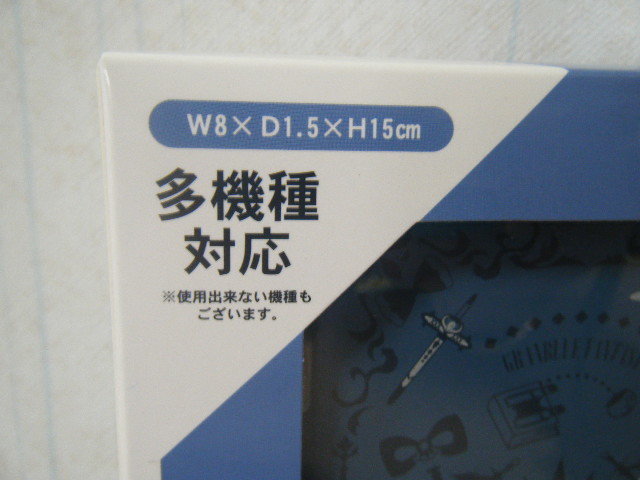 W8×D1.5×H15cm
多機種
対応
※使用出来ない機種も
ございます。